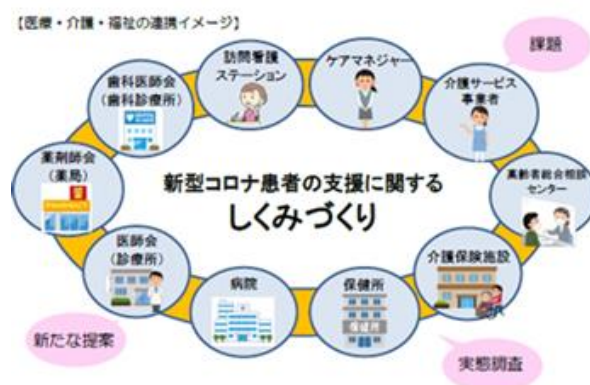 【医療・介護・福祉の連携イメージ】
訪問看護
ステーション
ケアマネジャー
課題
歯科医師会
（歯科診療所）
介護サービス
事業者
薬剤師会
（薬局）
新型コロナ患者の支援に関する
しくみづくり
高齢者総合相談
センター
医師会
（診療所）
病院
保健所
保健所
介護保険施設
新たな提案
実態調査